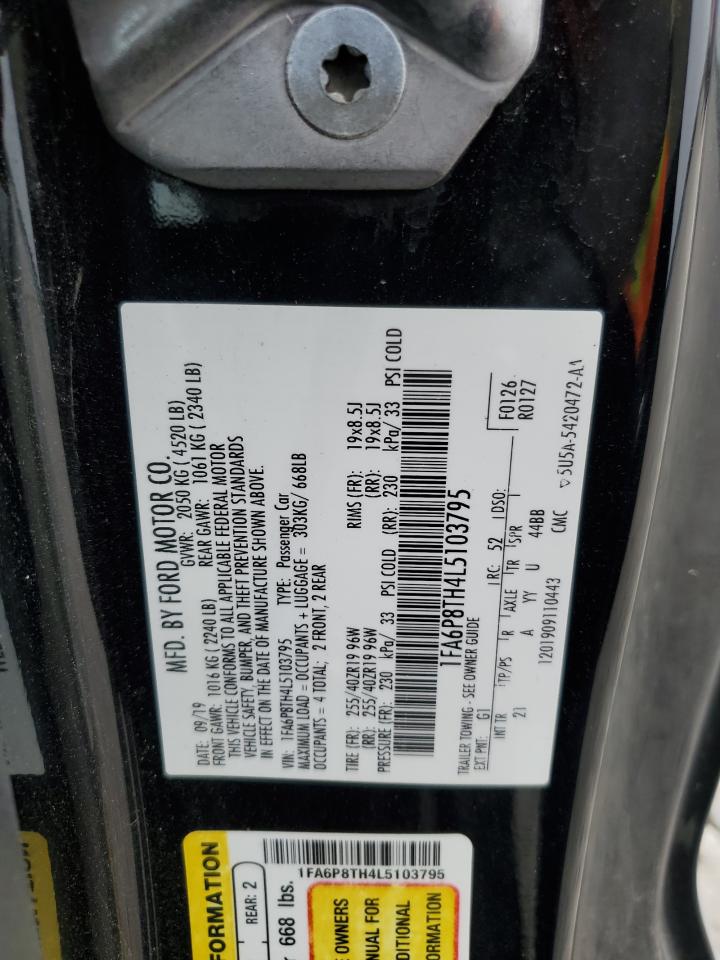 MFD. BY FORD MOTOR CO.
DATE: 09/19 GVWR: 2050 KG ( 4520 LB)
FRONT GAWR: 1016 KG ( 2240 LB) REAR GAWR: 1061 KG ( 2340 LB)
THIS VEHICLE CONFORMS TO ALL APPLICABLE FEDERAL MOTOR
VEHICLE SAFETY, BUMPER, AND THEFT PREVENTION STANDARDS
IN EFFECT ON THE DATE OF MANUFACTURE SHOWN ABOVE.
VIN: 1FA6P8TH4L5103795 TYPE: Passenger Car
MAXIMUM LOAD = OCCUPANTS + LUGGAGE = 303KG/ 668LB
OCCUPANTS = 4 TOTAL; 2 FRONT, 2 REAR
TIRE (FR): 255/40ZR19 96W RIMS (FR): 19x8.5J
(RR): 255/40ZR19 96W (RR): 19x8.5J
PRESSURE (FR): 230 kPa/ 33 PSI COLD (RR): 230 kPa/ 33 PSI COLD
1FA6P8TH4L5103795
TRAILER TOWING - SEE OWNER GUIDE
EXT PNT: G1 RC: 52 DSO: F0126
R0127
INT TR TP/PS R AXLE TR SPR
21 A YY U 44BB
1201909110443 CMC 5U5A-5420472-AA
1FA6P8TH4L5103795
FORMATION
REAR: 2
668 lbs.
OWNERS
NUAL FOR
DITIONAL
ORMATION